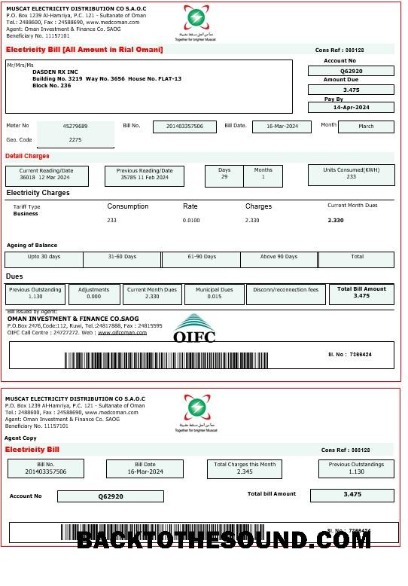 MUSCAT ELECTRICITY DISTRIBUTION CO S.A.O.C
P.O. Box 1239 Al-Hamriya, P.C. 121 - Sultanate of Oman
Tel : 2488600, Fax : 24588690, www.medcoman.com
Agent: Oman Investment & Finance Co. SAOG
Beneficiary No. 11157101
Together for brighter Muscat
Electricity Bill [All Amount in Rial Omani]
Cons Ref : 080123
Mr/Mrs/Ms
DASDEN RX INC
Building No. 3219 Way No. 3656 House No. FLAT-13
Block No. 236
Account No
Q62920
Amount Due
3.475
Pay By
14-Apr-2024
Meter No 45279689 Bill No. 201403357506 Bill Date. 16-Mar-2024 Month March
Geo. Code 2275
Detail Charges
Current Reading/Date Previous Reading/Date Days Months Units Consumed(KWH)
36018 12 Mar 2024 35785 11 Feb 2024 29 1 233
Electricity Charges
Tariff Type Consumption Rate Charges Current Month Dues
Business 233 0.0100 2.330 2.330
Ageing of Balance
Upto 30 days 31-60 Days 61-90 Days Above 90 Days Total
Dues
Previous Outstanding Adjustments Current Month Dues Municipal Dues Disconn/reconnection fees Total Bill Amount
1.130 0.000 2.330 0.015 3.475
Bill Issued by Agent:
OMAN INVESTMENT & FINANCE CO.SAOG
P.O.Box 2476,Code:112, Ruwi, Tel:24817888, Fax : 24815595
OIFC Call Centre : 24727272. Web : www.oifcoman.com
OIFC
Bl. No : 7266424
MUSCAT ELECTRICITY DISTRIBUTION CO S.A.O.C
P.O. Box 1239 Al-Hamriya, P.C. 121 - Sultanate of Oman
Tel : 2488600, Fax : 24588690, www.medcoman.com
Agent: Oman Investment & Finance Co. SAOG
Beneficiary No. 11157101
Together for brighter Muscat
Agent Copy
Electricity Bill
Cons Ref : 080123
Bill No. Bill Date Total Charges this Month Previous Outstandings
201403357506 16-Mar-2024 2.345 1.130
Account No Q62920 Total bill Amount 3.475
Bl. No : 7266424
BACKTOTHESOUND.COM